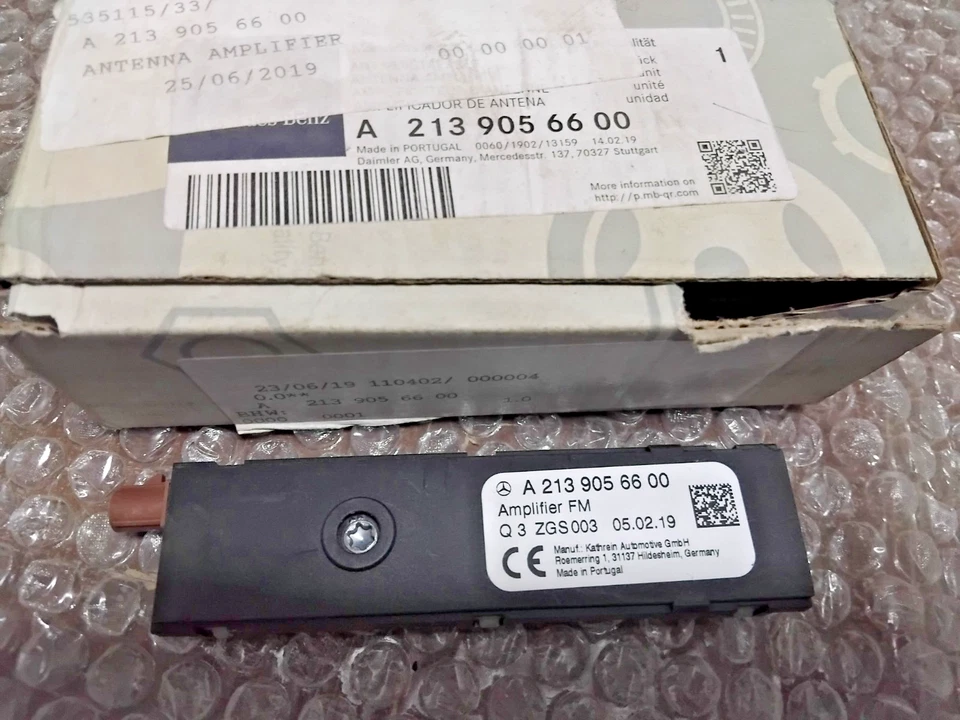 535115/33/
A 213 905 66 00
ANTENNA AMPLIFIER
25/06/2019
00 00 00 01
1
unit
unité
unidad
DE ANTENA
Benz
A 213 905 66 00
Made in PORTUGAL 0060/1902/13159 14.02.19
Daimler AG, Germany, Mercedesstr. 137, 70327 Stuttgart
More information on
http://p.mb-qr.com
23/06/19 110402/ 000004
0.0**
A 213 905 66 00 1.0
0001
A 213 905 66 00
Amplifier FM
Q 3 ZGS 003 05.02.19
CE
Manuf.: Kathrein Automotive GmbH
Roemerring 1, 31137 Hildesheim, Germany
Made in Portugal